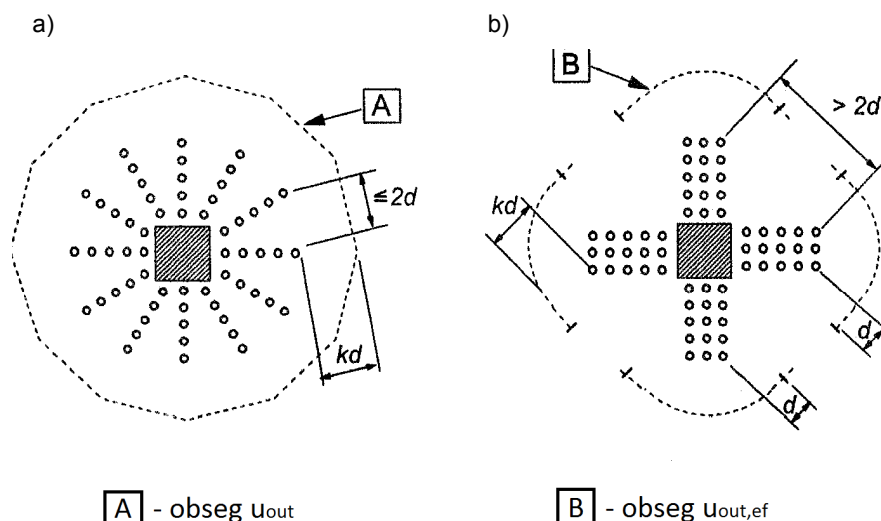 a)
A
≤2d
kd
A - obseg uout
b)
B
> 2d
kd
d
d
B - obseg uout,ef